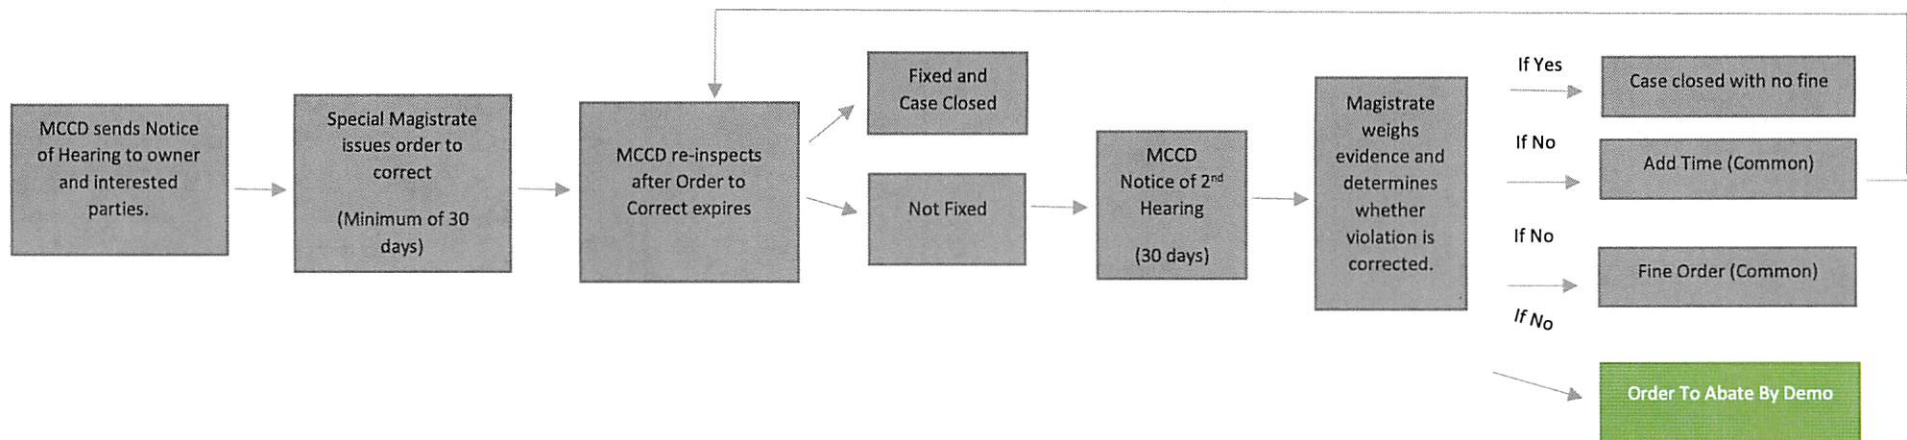 MCCD sends Notice
of Hearing to owner
and interested
parties.
Special Magistrate
issues order to
correct
(Minimum of 30
days)
MCCD re-inspects
after Order to
Correct expires
Fixed and
Case Closed
Not Fixed
MCCD
Notice of 2nd
Hearing
(30 days)
Magistrate
weighs
evidence and
determines
whether
violation is
corrected.
If Yes
Case closed with no fine
If No
Add Time (Common)
If No
Fine Order (Common)
If No
Order To Abate By Demo